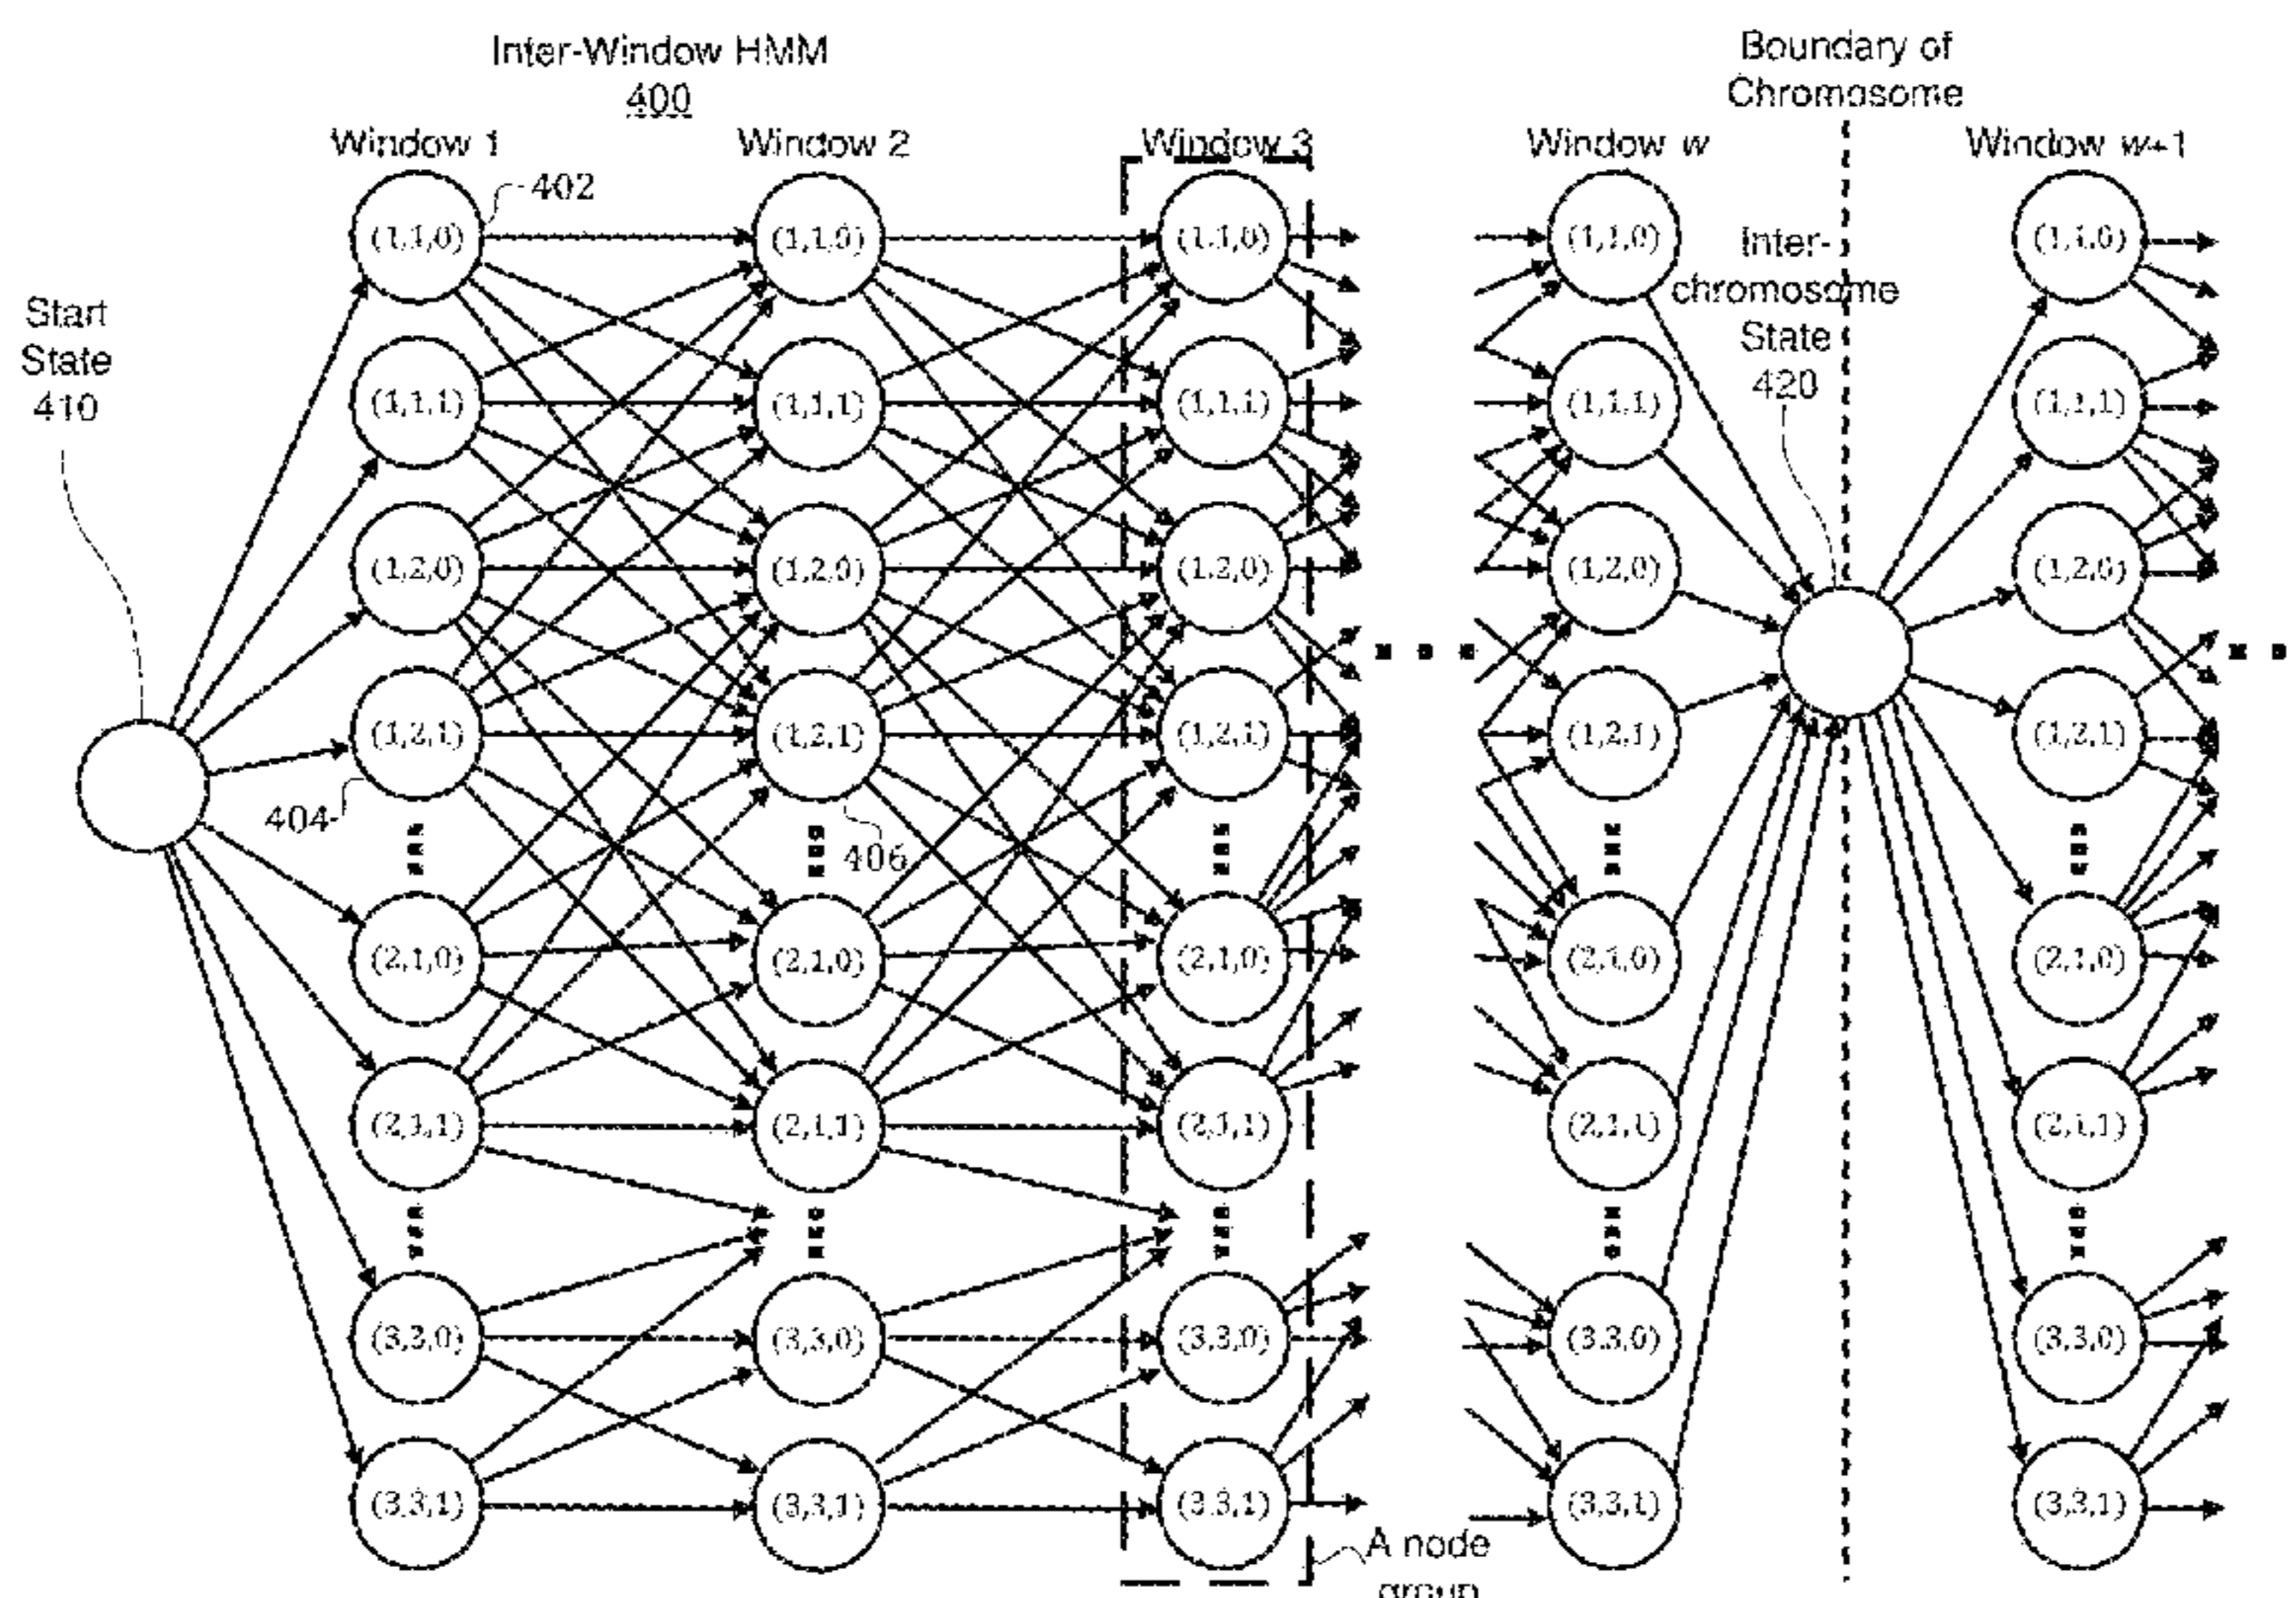 Inter-Window HMM
400
Boundary of
Chromosome
Window 1
Window 2
Window 3
Window w
Window w+1
402
Start
State
410
Inter-
chromosome
State
420
(1,1,0) (1,1,0) (1,1,0) (1,1,0) (1,1,0)
(1,1,1) (1,1,1) (1,1,1) (1,1,1) (1,1,1)
(1,2,0) (1,2,0) (1,2,0) (1,2,0) (1,2,0)
(1,2,1) (1,2,1) (1,2,1) (1,2,1) (1,2,1)
404
406
(2,1,0) (2,1,0) (2,1,0) (2,1,0) (2,1,0)
(2,1,1) (2,1,1) (2,1,1) (2,1,1) (2,1,1)
(3,3,0) (3,3,0) (3,3,0) (3,3,0) (3,3,0)
(3,3,1) (3,3,1) (3,3,1) (3,3,1) (3,3,1)
A node
group